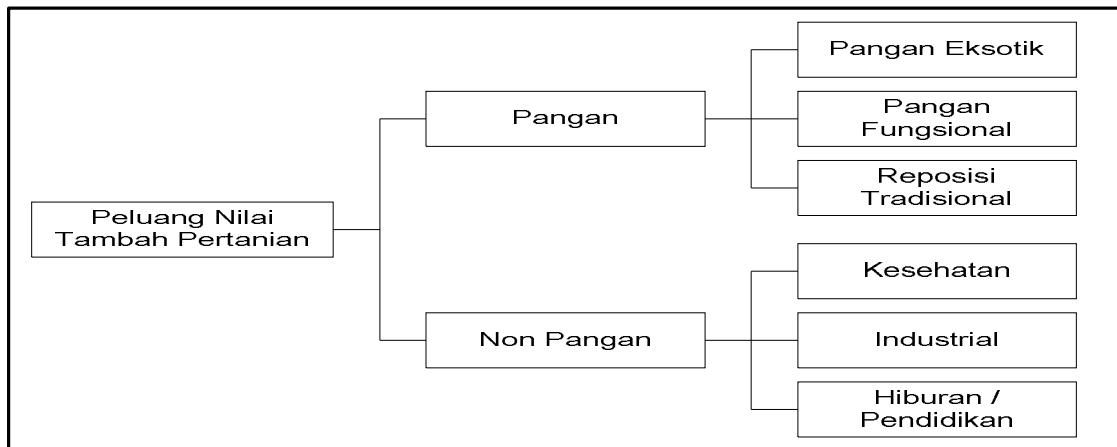 Peluang Nilai
Tambah Pertanian
Pangan
Pangan Eksotik
Pangan
Fungsional
Reposisi
Tradisional
Non Pangan
Kesehatan
Industrial
Hiburan /
Pendidikan